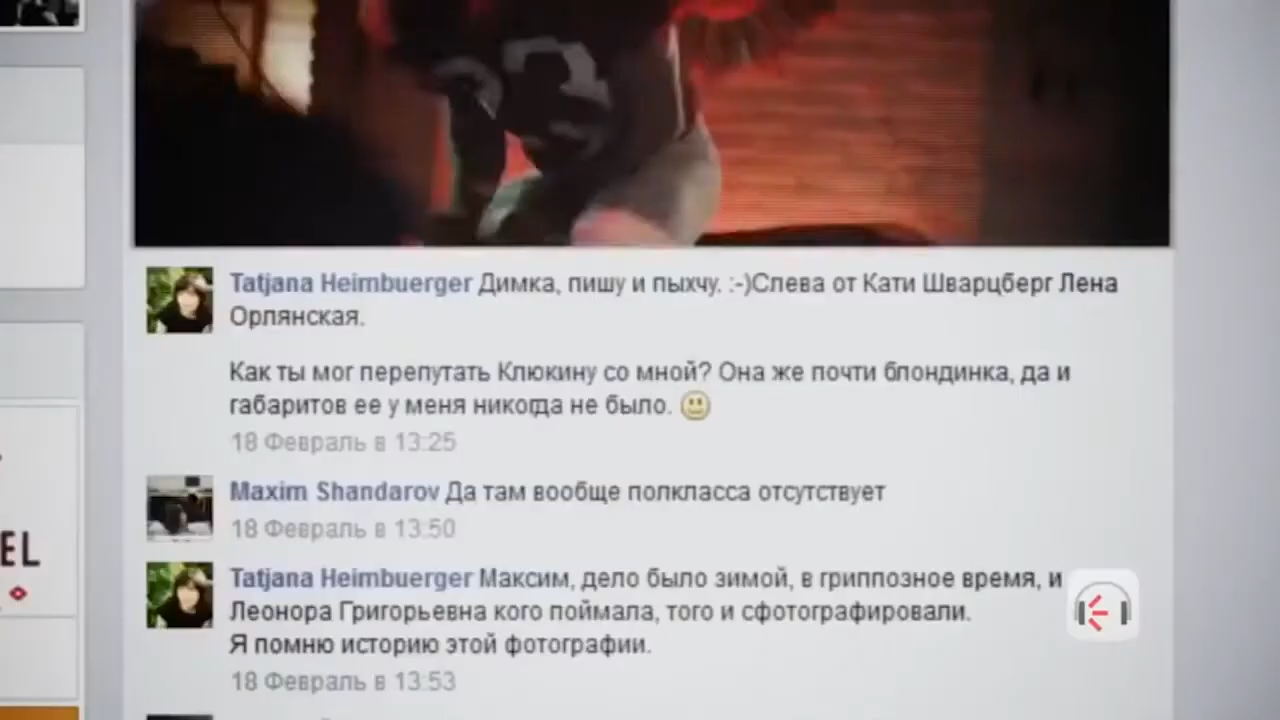 Tatjana Heimbuerger Димка, пишу и пыхчу. :-)Слева от Кати Шварцберг Лена
Орлянская.
Как ты мог перепутать Клюкину со мной? Она же почти блондинка, да и
габаритов ее у меня никогда не было.
18 Февраль в 13:25
Maxim Shandarov Да там вообще полкласса отсутствует
18 Февраль в 13:50
Tatjana Heimbuerger Максим, дело было зимой, в гриппозное время, и
Леонора Григорьевна кого поймала, того и сфотографировали.
Я помню историю этой фотографии.
18 Февраль в 13:53
EL